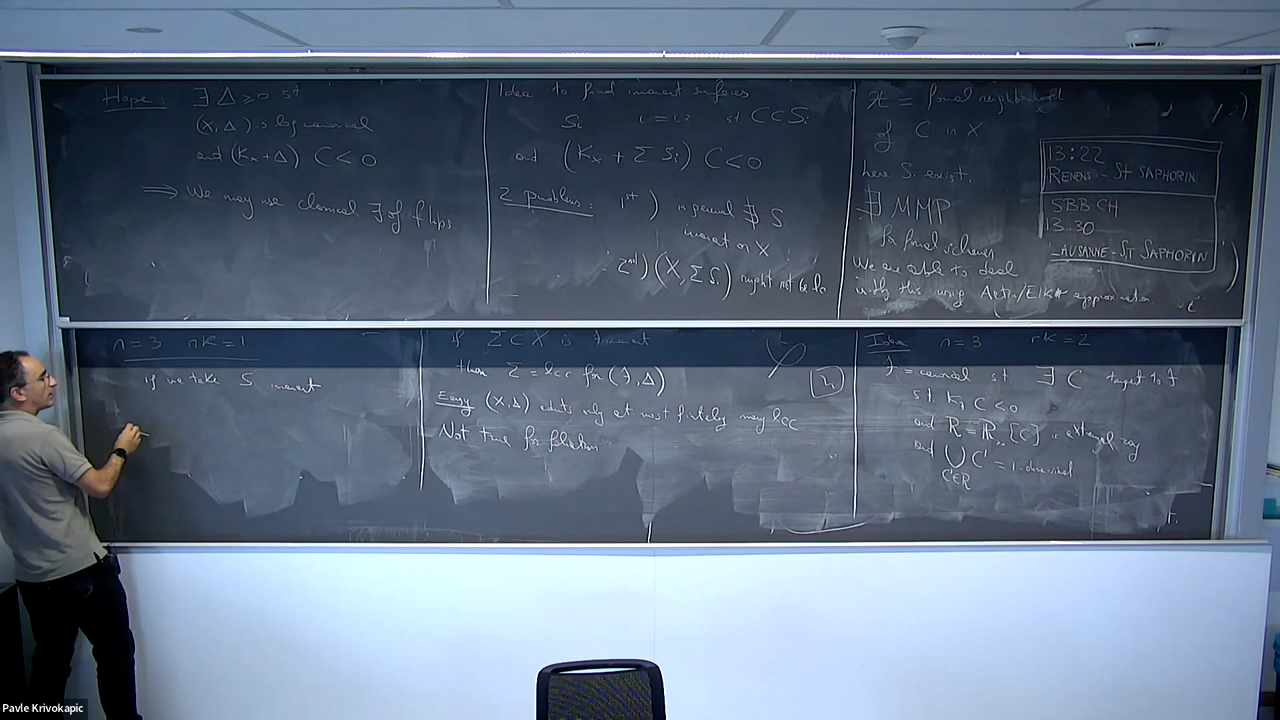 Hope: ∃ Δ ≥ 0 st
(X, Δ) is log canonical
and (K_X + Δ) C < 0
⟹ We may use classical ∃ of flops
Idea to find invariant surfaces
S_i i = 1,2.. st C ⊂ S_i
and (K_X + Σ S_i) C < 0
2 problems: 1st ) in general ∄ S
invariant on X
2nd ) (X, Σ S_i) might not be lc
= formal neighbourhood
of C in X
here S_i exist.
∄ MMP
for formal schemes
We are able to deal
with this using Artin/Elkik approximation
13:22
RENENS - ST SAPHORIN
SBB.CH
13.30
LAUSANNE - ST SAPHORIN
n = 3 rk = 1
if we take S invariant
if Σ ⊂ X is invariant
then Σ = lcc for (F, Δ)
Easy (X, Δ) admits only at most finitely many lcc
Not true for foliation
Idea n = 3 rk = 2
F = canonical st. ∃ C tangent to F
st. K_F C < 0
and R = R_{≥0} [C] is extremal ray
and ⋃ C' = 1-dimensional
C'∈R
Pavle Krivokapic